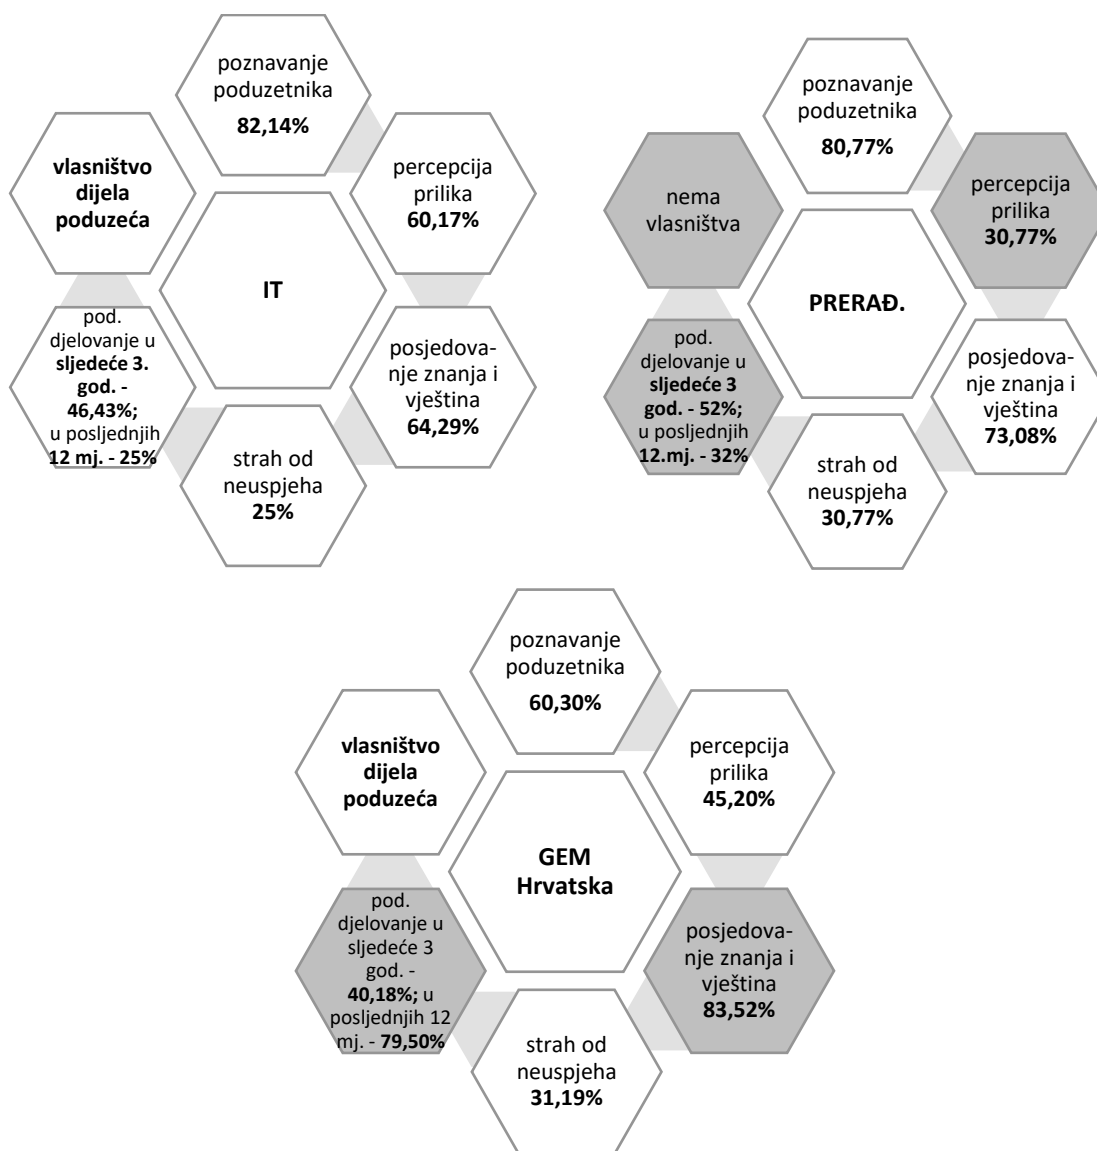 poznavanje
poduzetnika
82,14%
vlasništvo
dijela
poduzeća
percepcija
prilika
60,17%
IT
pod.
djelovanje u
sljedeće 3.
god. -
46,43%;
u posljednjih
12 mj. - 25%
posjedova-
nje znanja i
vještina
64,29%
strah od
neuspjeha
25%
poznavanje
poduzetnika
80,77%
nema
vlasništva
percepcija
prilika
30,77%
PRERAĐ.
pod.
djelovanje u
sljedeće 3
god. - 52%;
u posljednjih
12.mj. - 32%
posjedova-
nje znanja i
vještina
73,08%
strah od
neuspjeha
30,77%
poznavanje
poduzetnika
60,30%
vlasništvo
dijela
poduzeća
percepcija
prilika
45,20%
GEM
Hrvatska
pod.
djelovanje u
sljedeće 3
god. -
40,18%; u
posljednjih 12
mj. - 79,50%
posjedova-
nje znanja i
vještina
83,52%
strah od
neuspjeha
31,19%